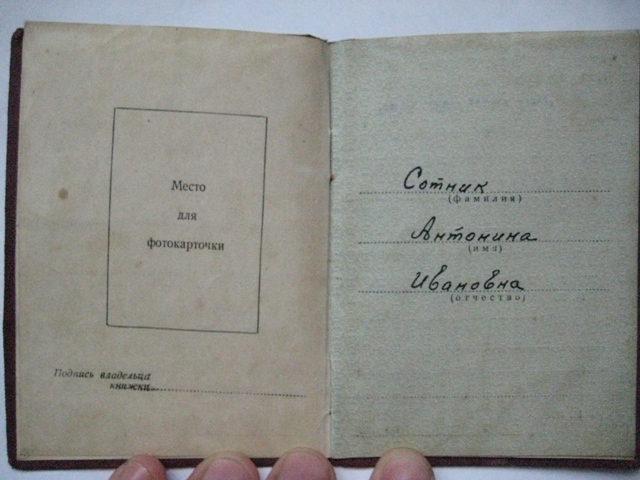 Место
для
фотокарточки
Подпись владельца
книжки
Сотник
(фамилия)
Антонина
(имя)
Ивановна
(отчество)